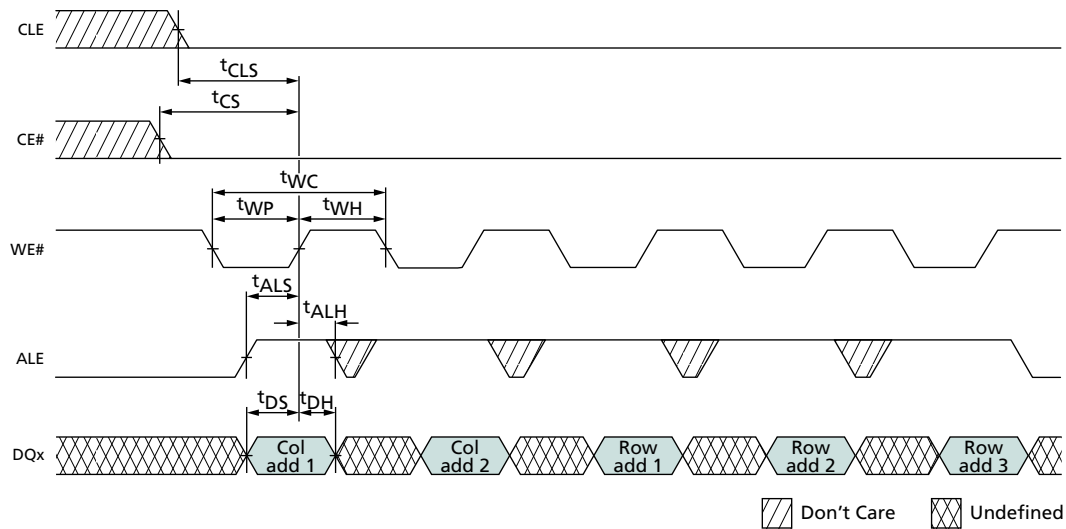 CLE
tCLS
tCS
CE#
tWC
tWP
tWH
WE#
tALS
tALH
ALE
tDS
tDH
DQx
Col
add 1
Col
add 2
Row
add 1
Row
add 2
Row
add 3
Don't Care
Undefined